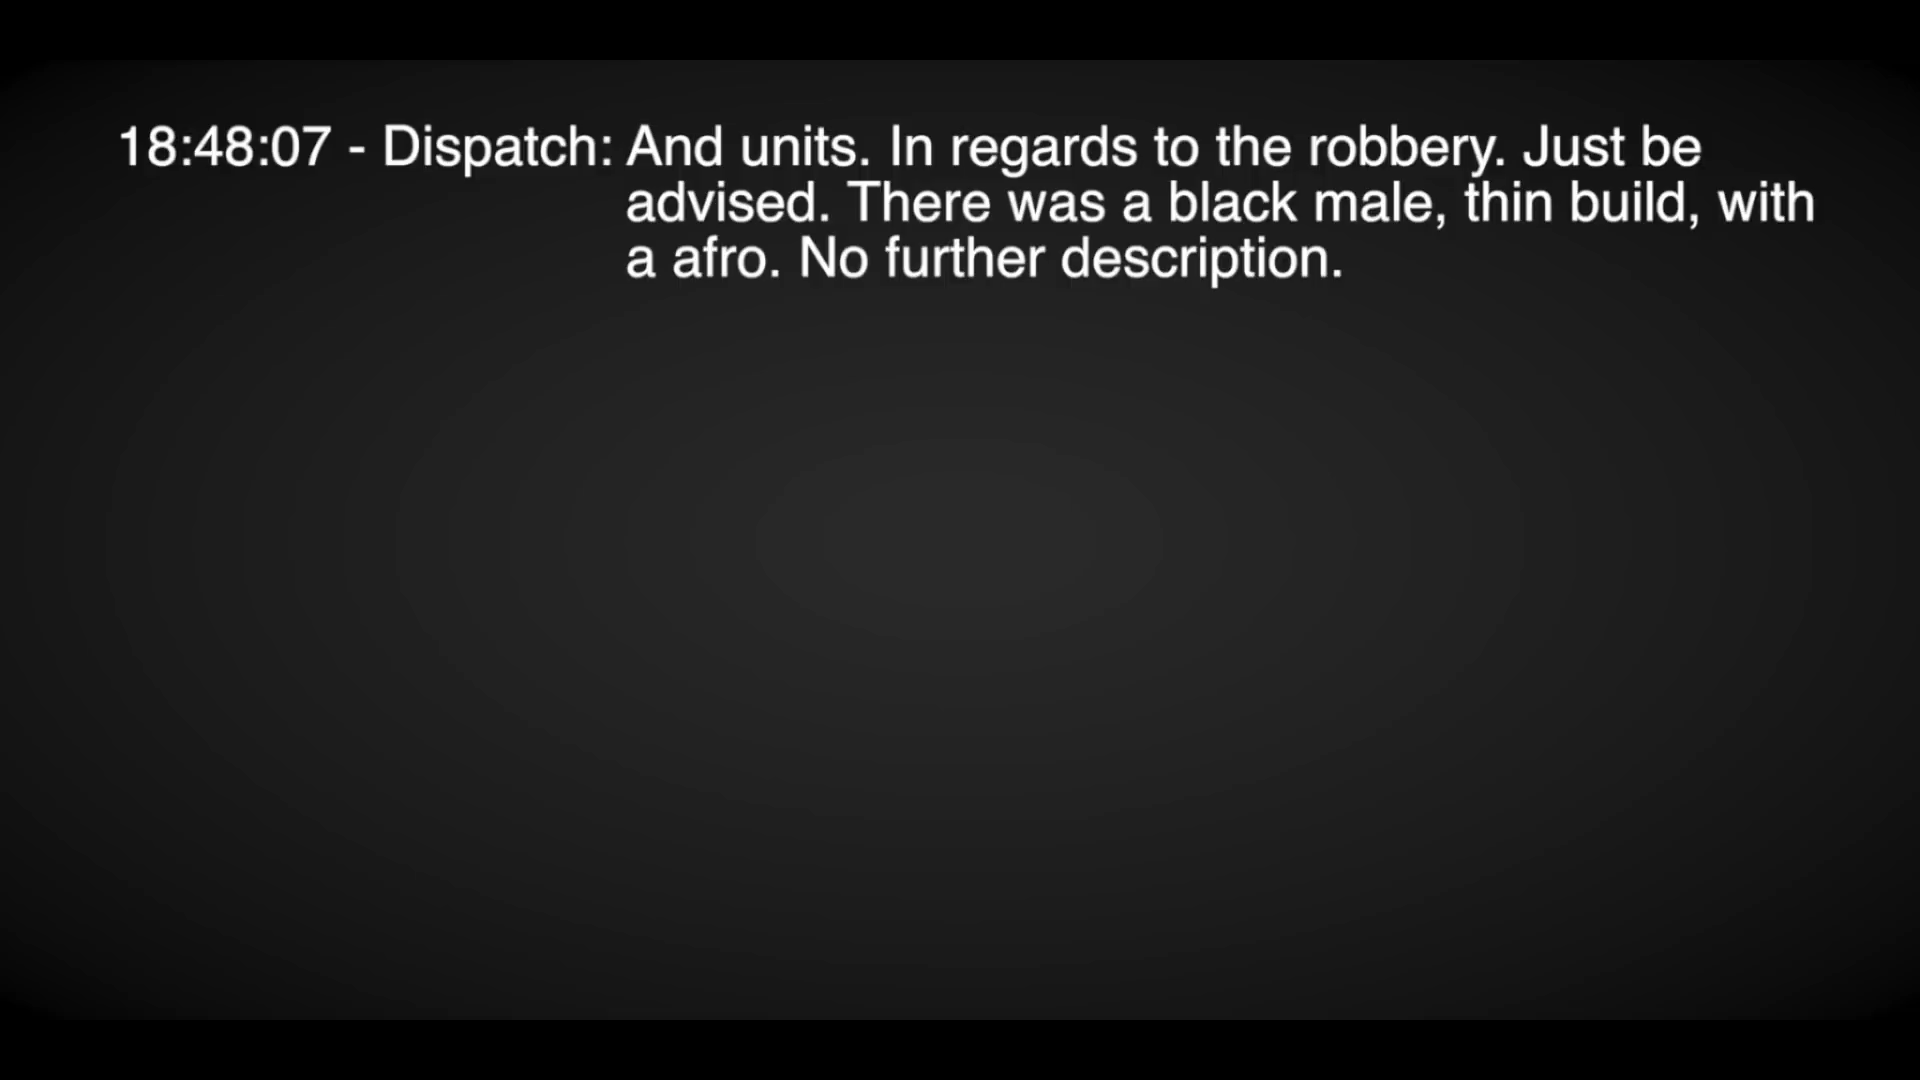 18:48:07 - Dispatch: And units. In regards to the robbery. Just be
advised. There was a black male, thin build, with
a afro. No further description.